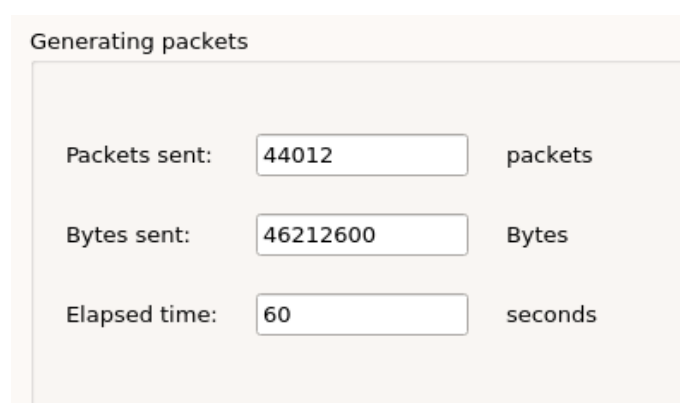 Generating packets
Packets sent: 44012 packets
Bytes sent: 46212600 Bytes
Elapsed time: 60 seconds